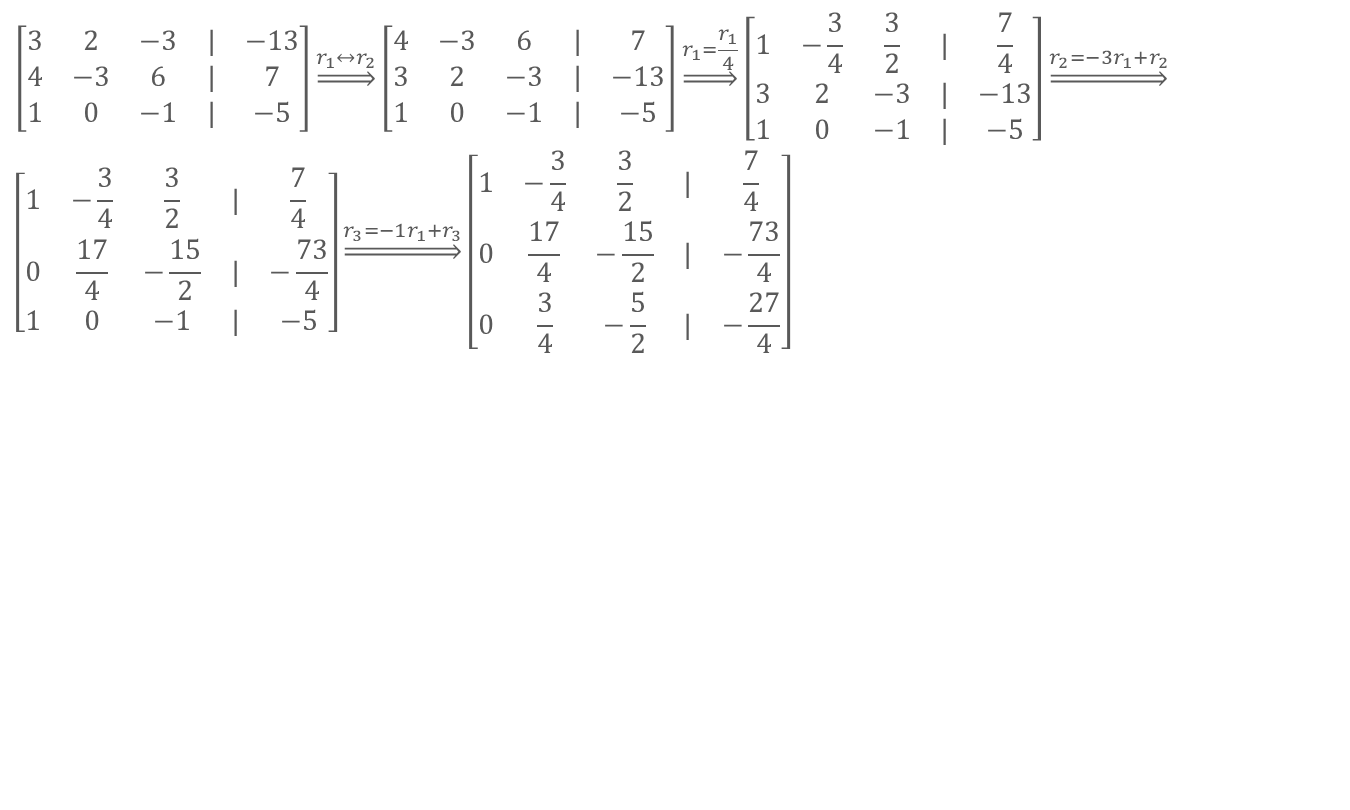 [3 2 −3 | −13; 4 −3 6 | 7; 1 0 −1 | −5] r₁↔r₂ ⟹ [4 −3 6 | 7; 3 2 −3 | −13; 1 0 −1 | −5] r₁=r₁/4 ⟹ [1 −3/4 3/2 | 7/4; 3 2 −3 | −13; 1 0 −1 | −5] r₂=−3r₁+r₂ ⟹
[1 −3/4 3/2 | 7/4; 0 17/4 −15/2 | −73/4; 1 0 −1 | −5] r₃=−1r₁+r₃ ⟹ [1 −3/4 3/2 | 7/4; 0 17/4 −15/2 | −73/4; 0 3/4 −5/2 | −27/4]